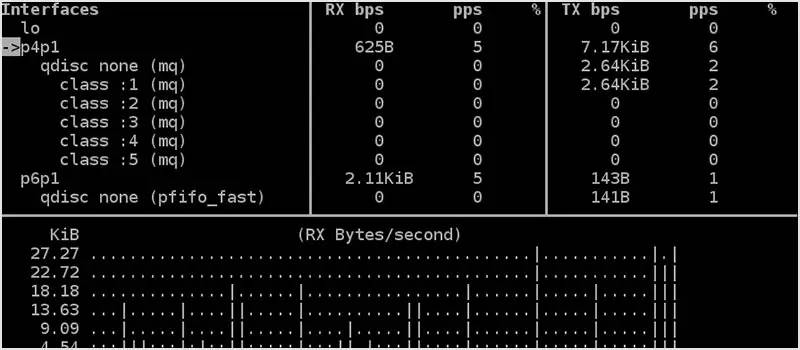 Interfaces RX bps pps % TX bps pps %
lo 0 0 0 0
->p4p1 625B 5 7.17KiB 6
qdisc none (mq) 0 0 2.64KiB 2
class :1 (mq) 0 0 2.64KiB 2
class :2 (mq) 0 0 0 0
class :3 (mq) 0 0 0 0
class :4 (mq) 0 0 0 0
class :5 (mq) 0 0 0 0
p6p1 2.11KiB 5 143B 1
qdisc none (pfifo_fast) 0 0 141B 1
KiB (RX Bytes/second)
27.27 .............................................|...........|.|
22.72 .............................................|...........|||
18.18 ..............|......|................|......|.....|.....|||
13.63 ...|.....|....||.....|..........||....|......|.....|.....|||
9.09 ...|.....|....||.....|....|.....||....|......|.....|.....|||
4.54